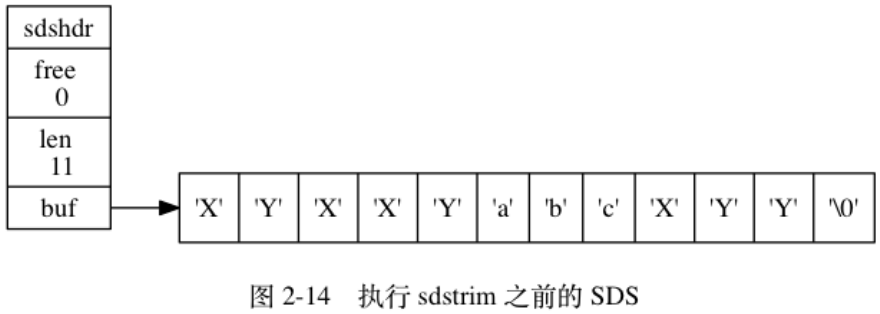 sdshdr
free
0
len
11
buf
'X' 'Y' 'X' 'X' 'Y' 'a' 'b' 'c' 'X' 'Y' 'Y' '\0'
图 2-14 执行 sdstrim 之前的 SDS